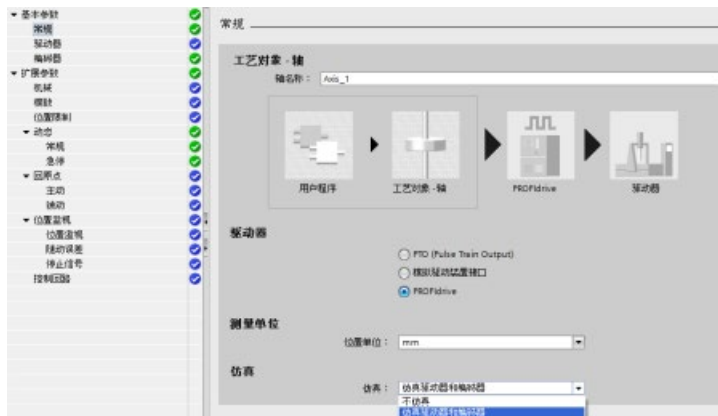 基本参数
常规
驱动器
编码器
扩展参数
机械
模数
位置限制
动态
常规
急停
回原点
主动
被动
位置监视
位置监视
随动误差
停止信号
控制回路
常规
工艺对象 - 轴
轴名称： Axis_1
用户程序
工艺对象 -轴
PROFIdrive
驱动器
驱动器
PTO (Pulse Train Output)
模拟驱动装置接口
PROFIdrive
测量单位
位置单位： mm
仿真
仿真： 仿真驱动器和编码器
不仿真
仿真驱动器和编码器